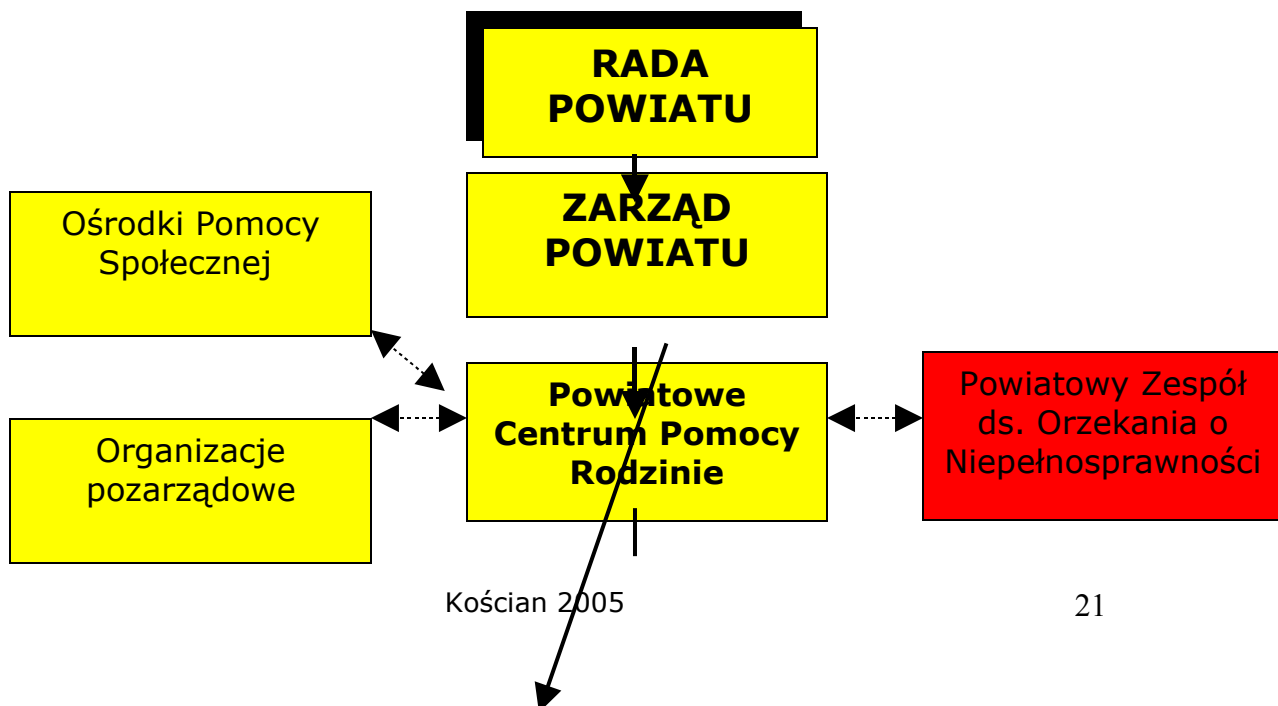 RADA
POWIATU
ZARZĄD
POWIATU
Ośrodki Pomocy
Społecznej
Powiatowe
Centrum Pomocy
Rodzinie
Powiatowy Zespół
ds. Orzekania o
Niepełnosprawności
Organizacje
pozarządowe
Kościan 2005
21